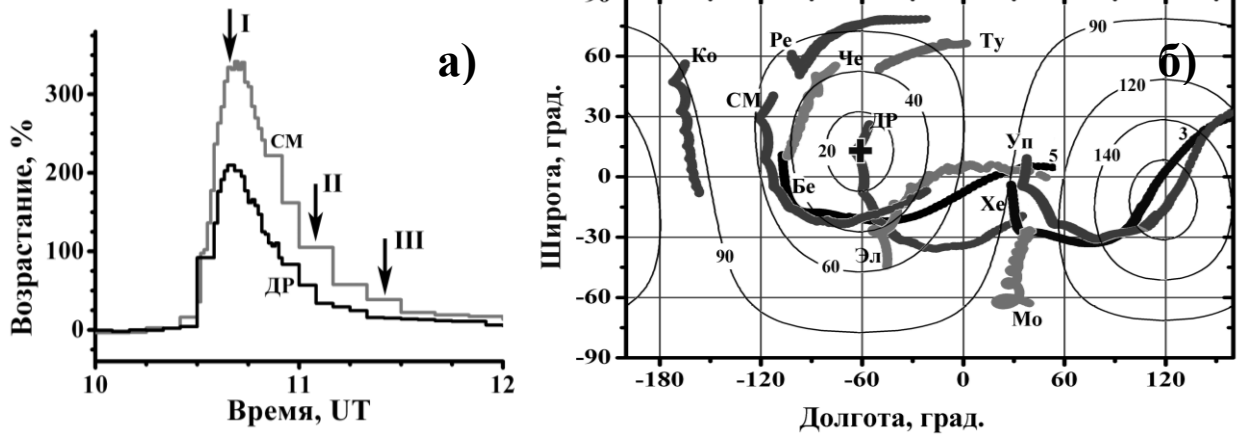 I
а)
300
СМ
200
II
III
100
ДР
0
10
11
12
Возрастание, %
Время, UT
90
90
б)
Ре
Ту
Ко
60
Че
120
СМ
40
30
ДР
3
20
Уп
140
5
0
Бе
Хе
-30
Эл
90
60
-60
Мо
-90
-180
-120
-60
0
60
120
Широта, град.
Долгота, град.